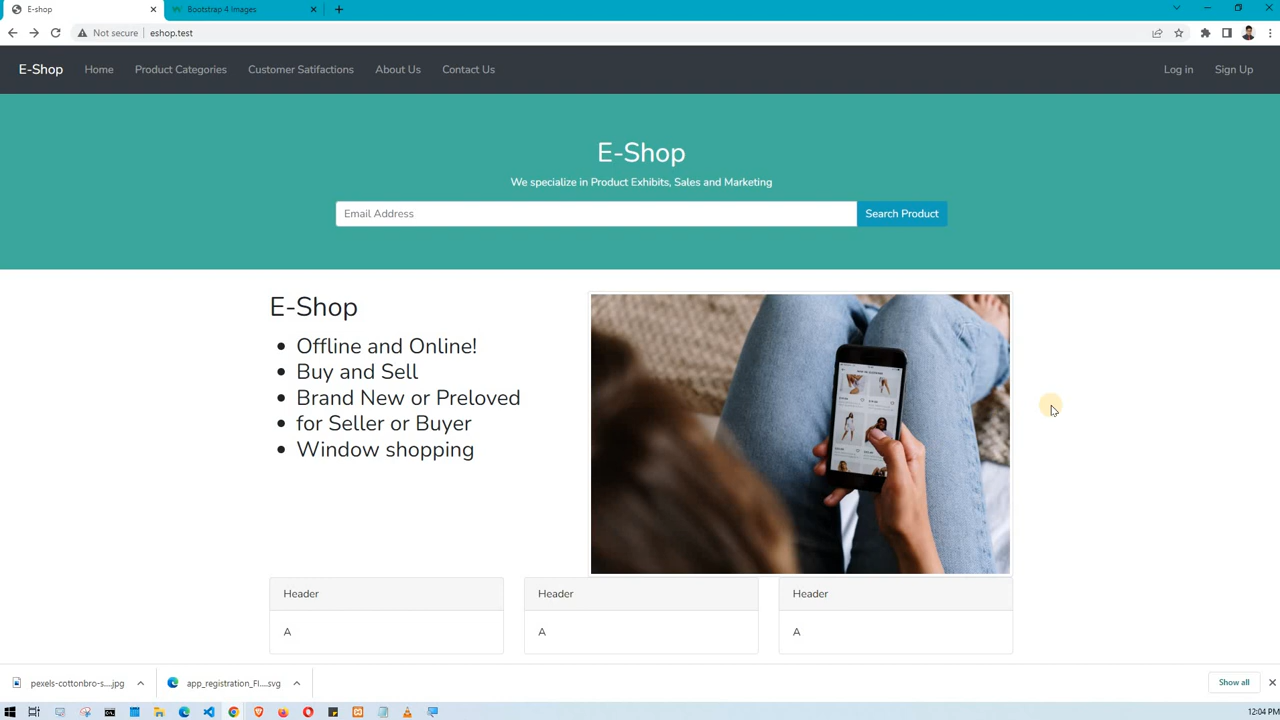 E-shop
Bootstrap 4 Images
Not secure
eshop.test
E-Shop
Home
Product Categories
Customer Satifactions
About Us
Contact Us
Log in
Sign Up
E-Shop
We specialize in Product Exhibits, Sales and Marketing
Email Address
Search Product
E-Shop
Offline and Online!
Buy and Sell
Brand New or Preloved
for Seller or Buyer
Window shopping
Header
Header
Header
A
A
A
pexels-cottonbro-s....jpg
app_registration_FI....svg
Show all
12:04 PM